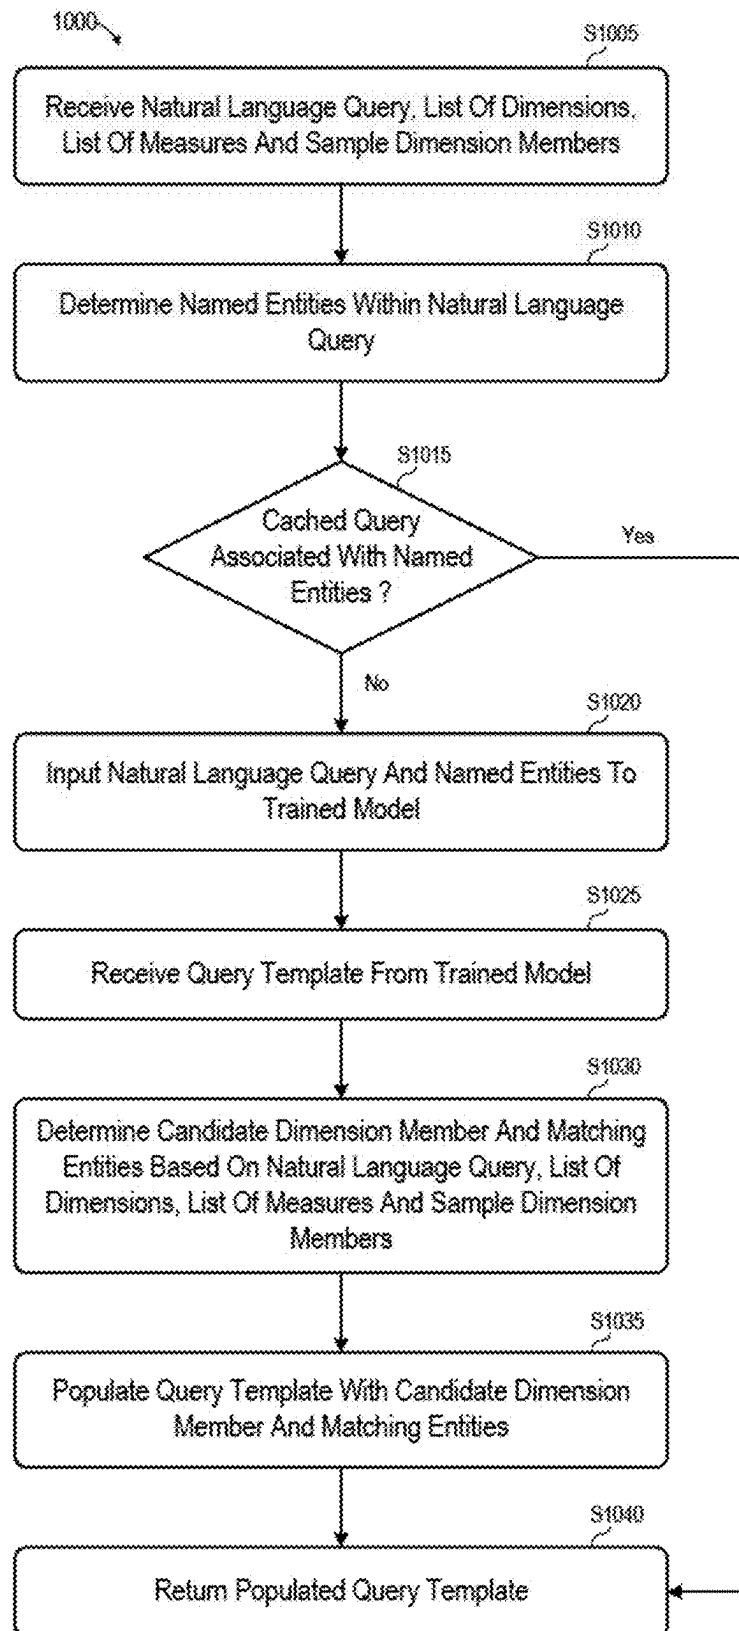 1000
S1005
Receive Natural Language Query, List Of Dimensions,
List Of Measures And Sample Dimension Members
S1010
Determine Named Entities Within Natural Language
Query
S1015
Cached Query
Associated With Named
Entities ?
Yes
No
S1020
Input Natural Language Query And Named Entities To
Trained Model
S1025
Receive Query Template From Trained Model
S1030
Determine Candidate Dimension Member And Matching
Entities Based On Natural Language Query, List Of
Dimensions, List Of Measures And Sample Dimension
Members
S1035
Populate Query Template With Candidate Dimension
Member And Matching Entities
S1040
Return Populated Query Template